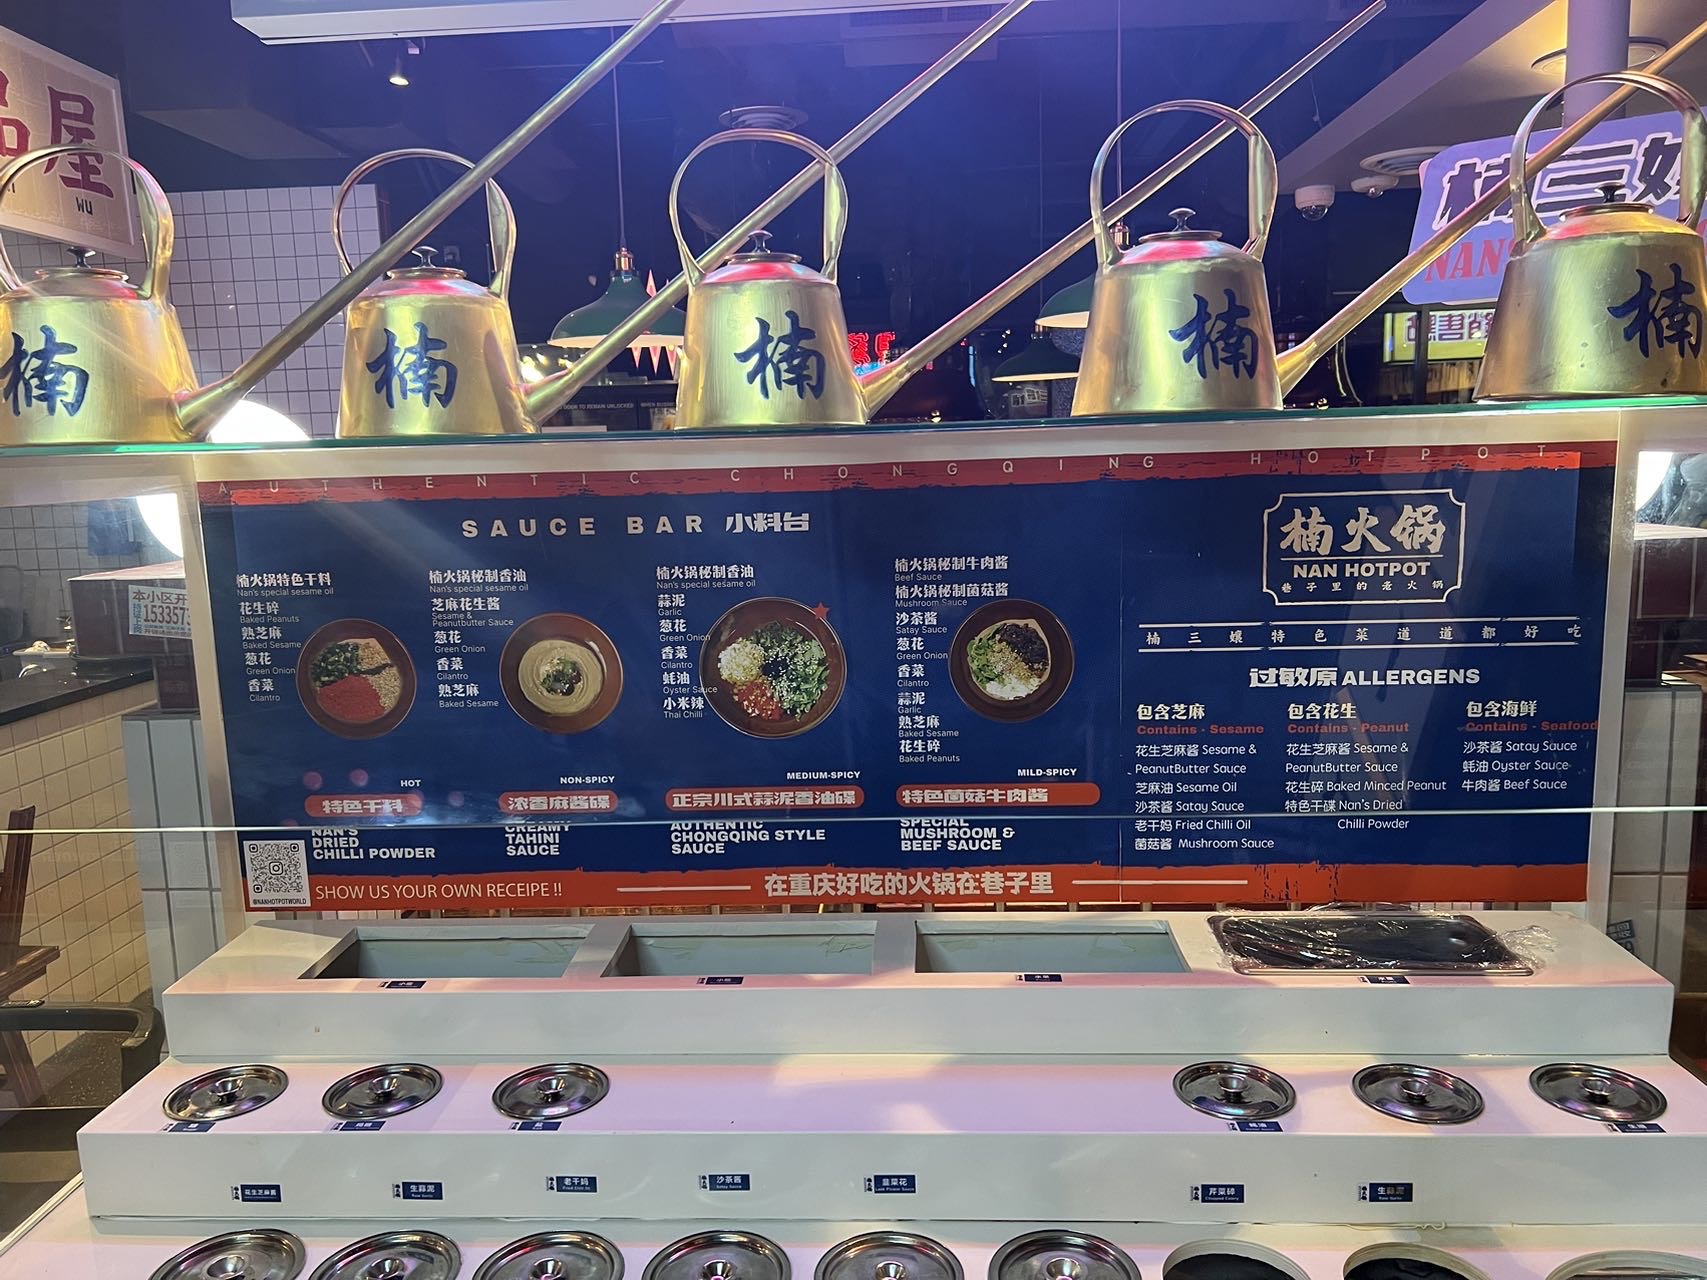 品屋
WU
楠
楠
楠
楠
楠
楠三
NAN
AUTHENTIC CHONGQING HOTPOT
SAUCE BAR 小料台
楠火锅特色干料
Nan's special sesame oil
花生碎
Baked Peanuts
熟芝麻
Baked Sesame
葱花
Green Onion
香菜
Cilantro
HOT
特色干料
NAN'S
DRIED
CHILLI POWDER
楠火锅秘制香油
Nan's special sesame oil
芝麻花生酱
Sesame &
Peanutbutter Sauce
葱花
Green Onion
香菜
Cilantro
熟芝麻
Baked Sesame
NON-SPICY
浓香麻酱碟
CREAMY
TAHINI
SAUCE
楠火锅秘制香油
Nan's special sesame oil
蒜泥
Garlic
葱花
Green Onion
香菜
Cilantro
蚝油
Oyster Sauce
小米辣
Thai Chilli
MEDIUM-SPICY
正宗川式蒜泥香油碟
AUTHENTIC
CHONGQING STYLE
SAUCE
楠火锅秘制牛肉酱
Beef Sauce
楠火锅秘制菌菇酱
Mushroom Sauce
沙茶酱
Satay Sauce
葱花
Green Onion
香菜
Cilantro
蒜泥
Garlic
熟芝麻
Baked Sesame
花生碎
Baked Peanuts
MILD-SPICY
特色菌菇牛肉酱
SPECIAL
MUSHROOM &
BEEF SAUCE
楠火锅
NAN HOTPOT
巷子里的老火锅
楠三孃特色菜道道都好吃
过敏原 ALLERGENS
包含芝麻
Contains - Sesame
花生芝麻酱 Sesame &
PeanutButter Sauce
芝麻油 Sesame Oil
沙茶酱 Satay Sauce
老干妈 Fried Chilli Oil
菌菇酱 Mushroom Sauce
包含花生
Contains - Peanut
花生芝麻酱 Sesame &
PeanutButter Sauce
花生碎 Baked Minced Peanut
特色干碟 Nan's Dried
Chilli Powder
包含海鲜
Contains - Seafood
沙茶酱 Satay Sauce
蚝油 Oyster Sauce
牛肉酱 Beef Sauce
@NANHOTPOTWORLD
SHOW US YOUR OWN RECEIPE !!
在重庆好吃的火锅在巷子里
本小区开
15335
蚝油
花生芝麻酱
生蒜泥
老干妈
沙茶酱
Satay Sauce
韭菜花
芹菜碎
生蒜泥